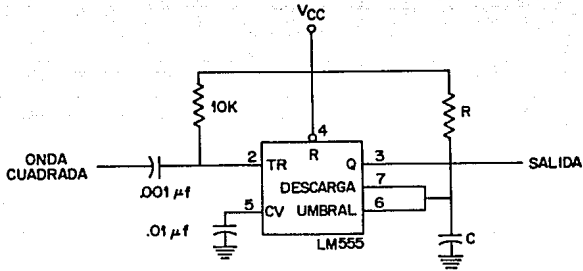 VCC
10K
R
4
R
ONDA
CUADRADA
.001 µf
2
TR
Q
3
SALIDA
DESCARGA
7
UMBRAL
6
5
CV
.01 µf
LM555
C